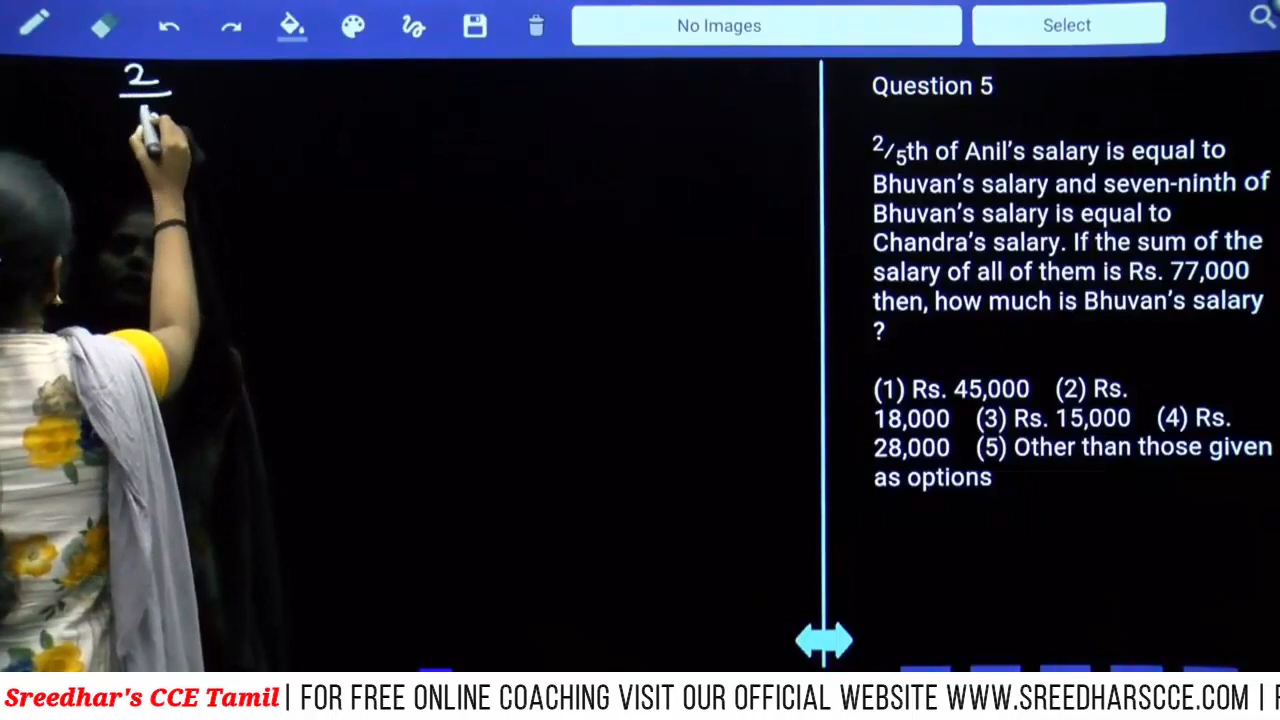 No Images
Select
2
Question 5
2/5th of Anil's salary is equal to
Bhuvan's salary and seven-ninth of
Bhuvan's salary is equal to
Chandra's salary. If the sum of the
salary of all of them is Rs. 77,000
then, how much is Bhuvan's salary
?
(1) Rs. 45,000 (2) Rs.
18,000 (3) Rs. 15,000 (4) Rs.
28,000 (5) Other than those given
as options
Sreedhar's CCE Tamil | FOR FREE ONLINE COACHING VISIT OUR OFFICIAL WEBSITE WWW.SREEDHARSCCE.COM |